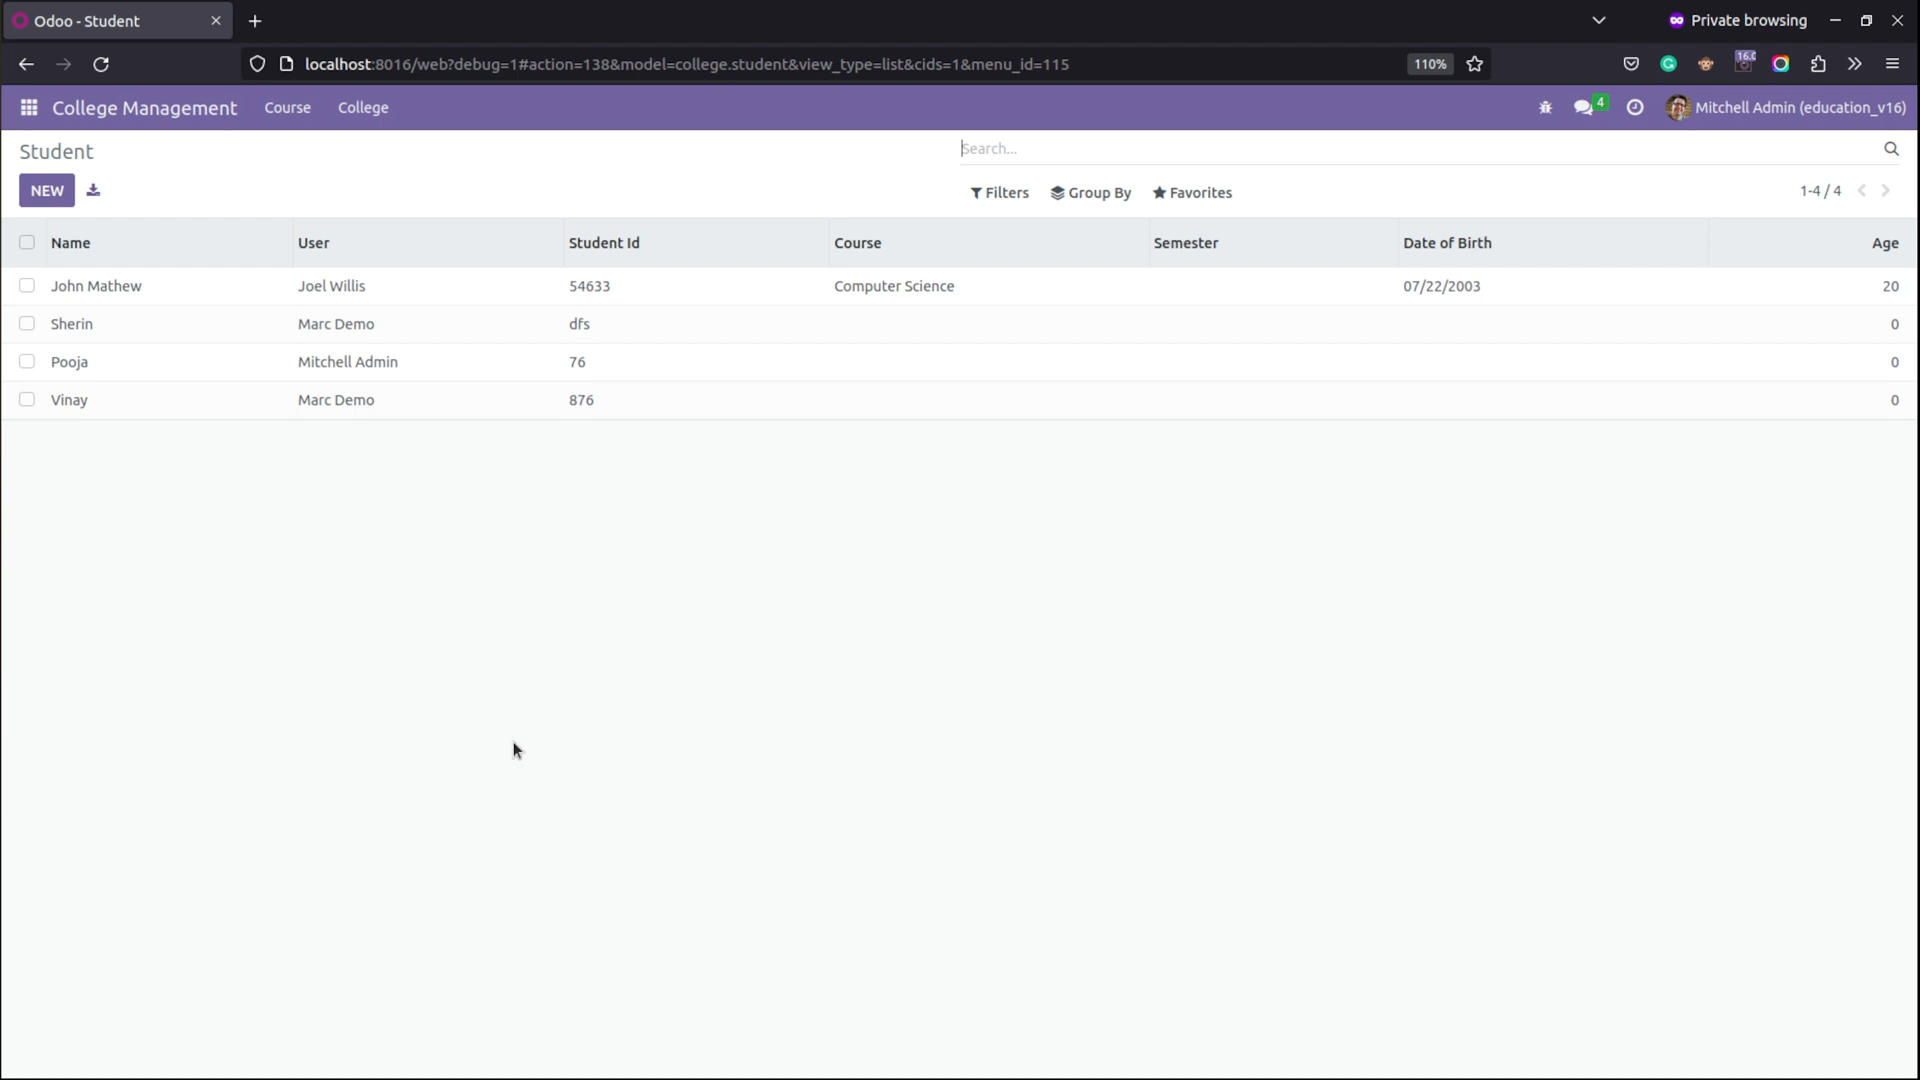 Odoo - Student
Private browsing
localhost:8016/web?debug=1#action=138&model=college.student&view_type=list&cids=1&menu_id=115
110%
16.0
College Management Course College
4
Mitchell Admin (education_v16)
Student
Search...
NEW
Filters Group By Favorites
1-4 / 4
Name User Student Id Course Semester Date of Birth Age
John Mathew Joel Willis 54633 Computer Science 07/22/2003 20
Sherin Marc Demo dfs 0
Pooja Mitchell Admin 76 0
Vinay Marc Demo 876 0